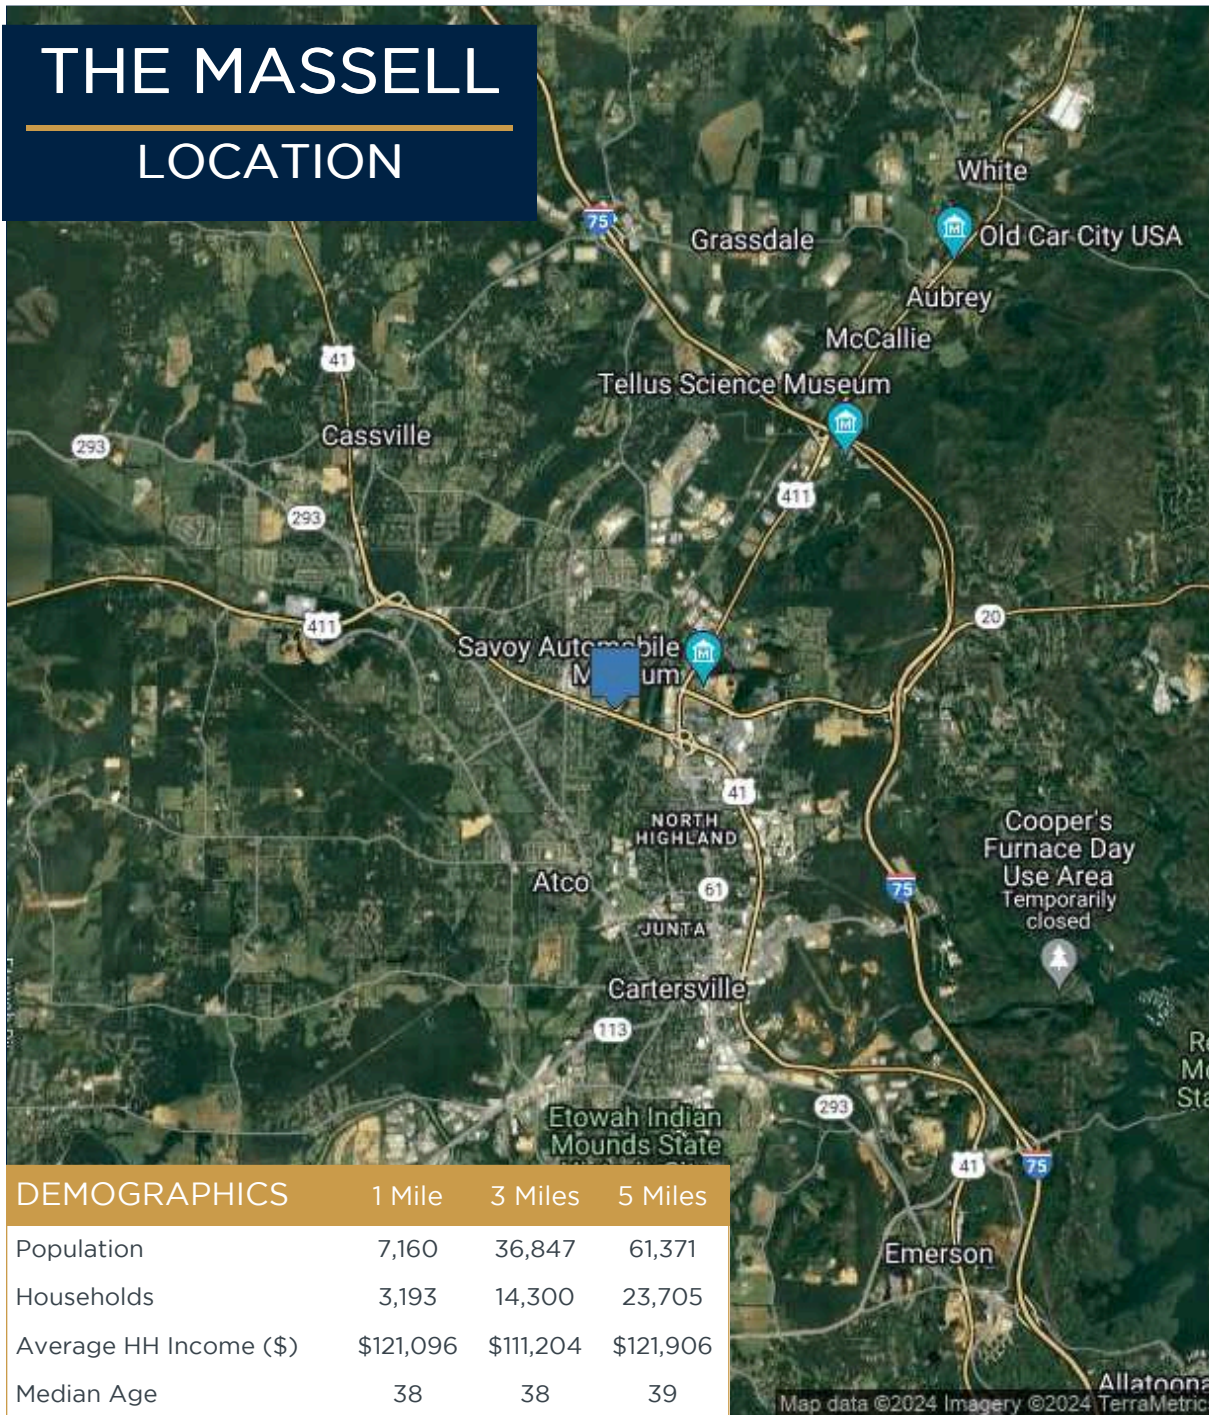 THE MASSELL
LOCATION
White
75
Grassdale
Old Car City USA
Aubrey
McCallie
41
Tellus Science Museum
Cassville
293
411
293
20
411
Savoy Automobile
M um
41
NORTH
HIGHLAND
Cooper's
Furnace Day
Use Area
Temporarily
closed
Atco
61
75
JUNTA
Cartersville
113
293
Etowah Indian
Mounds State
41
75
Emerson
Allatoona
DEMOGRAPHICS 1 Mile 3 Miles 5 Miles
Population 7,160 36,847 61,371
Households 3,193 14,300 23,705
Average HH Income ($) $121,096 $111,204 $121,906
Median Age 38 38 39
Map data ©2024 Imagery ©2024 TerraMetric